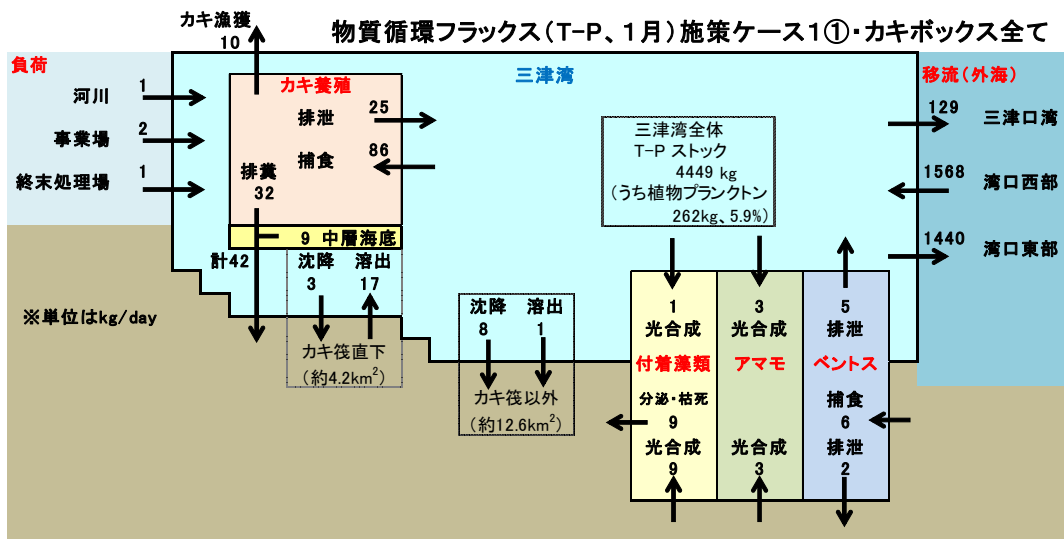 物質循環フラックス(T-P、1月)施策ケース1①・カキボックス全て
カキ漁獲
10
負荷
河川
1
事業場
2
終末処理場
1
三津湾
カキ養殖
排泄
25
捕食
86
排糞
32
9 中層海底
計42
沈降
3
溶出
17
カキ筏直下
(約4.2km²)
※単位はkg/day
沈降
8
溶出
1
カキ筏以外
(約12.6km²)
三津湾全体
T-P ストック
4449 kg
(うち植物プランクトン
262kg、5.9%)
移流(外海)
129
三津口湾
1568
湾口西部
1440
湾口東部
1
光合成
付着藻類
分泌・枯死
9
光合成
9
3
光合成
アマモ
光合成
3
5
排泄
ベントス
捕食
6
排泄
2